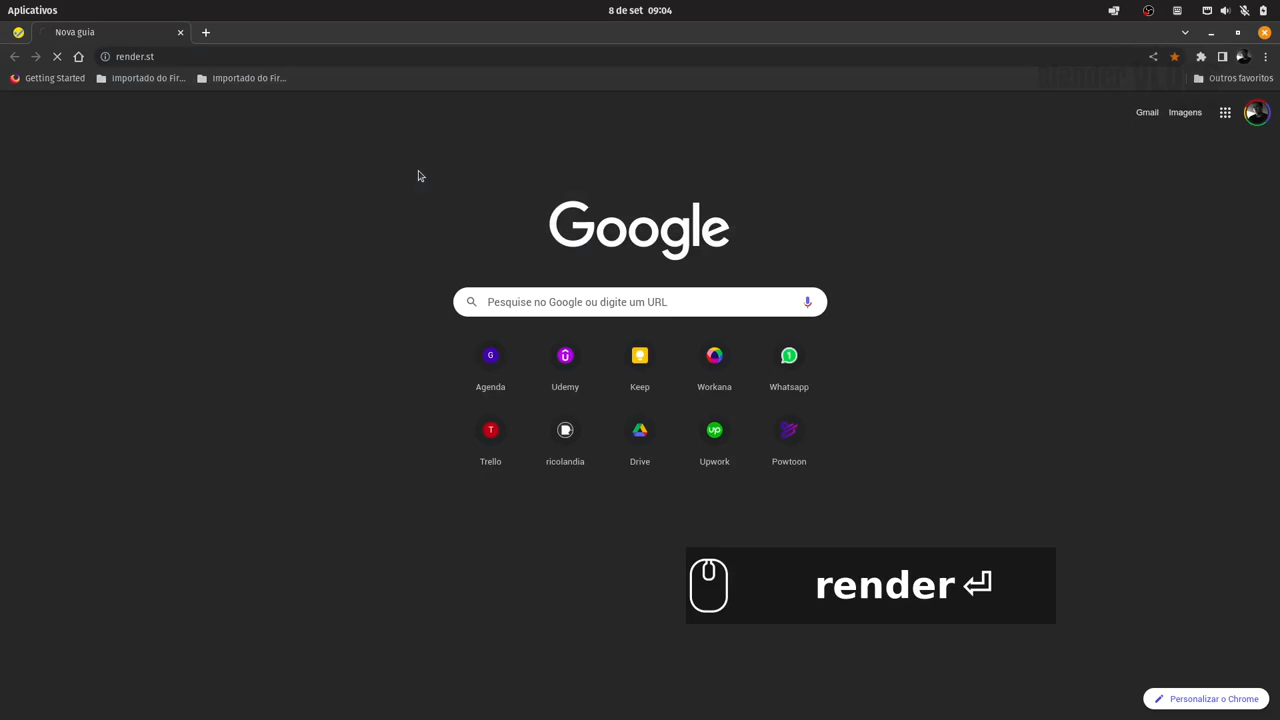 Aplicativos
8 de set 09:04
Nova guia
render.st
Getting Started
Importado do Fir...
Importado do Fir...
Outros favoritos
Gmail
Imagens
Google
Pesquise no Google ou digite um URL
G
1
Agenda
Udemy
Keep
Workana
Whatsapp
T
up
Trello
ricolandia
Drive
Upwork
Powtoon
render
Personalizar o Chrome